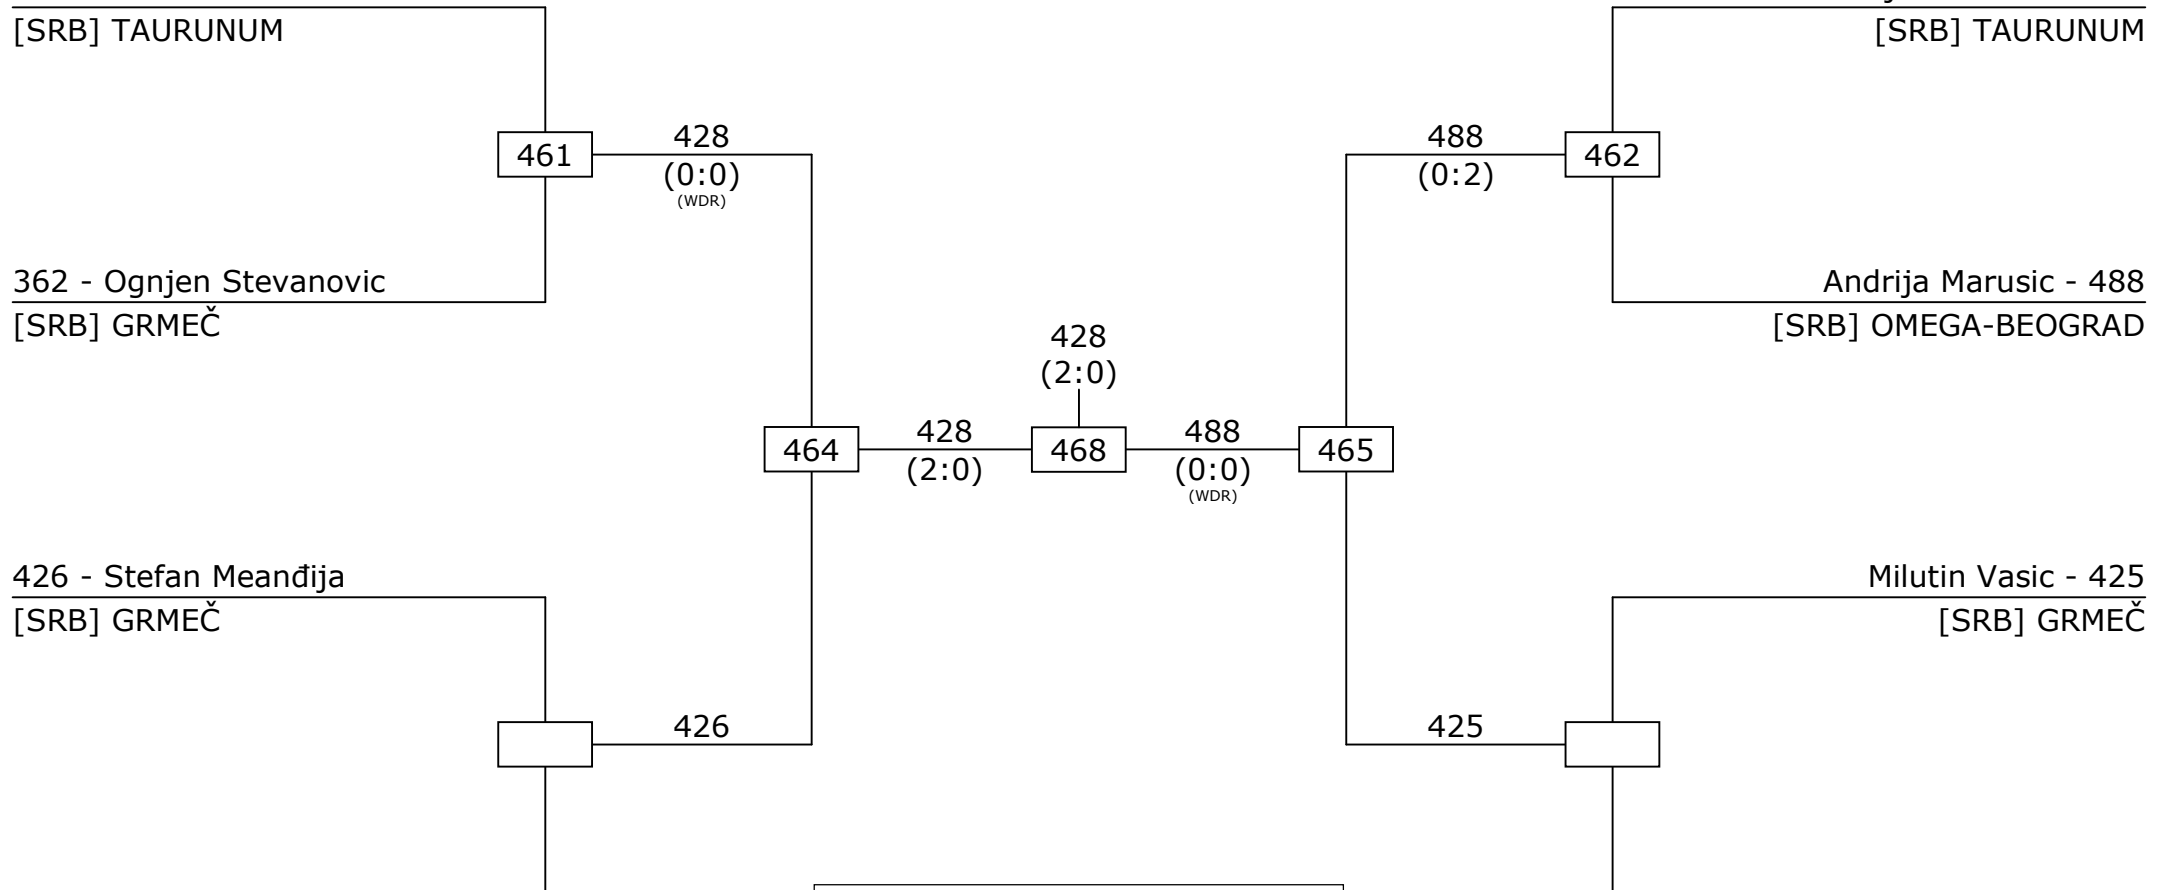 [SRB] TAURUNUM
[SRB] TAURUNUM
461
428
(0:0)
(WDR)
488
(0:2)
462
362 - Ognjen Stevanovic
[SRB] GRMEČ
Andrija Marusic - 488
[SRB] OMEGA-BEOGRAD
428
(2:0)
464
428
(2:0)
468
488
(0:0)
(WDR)
465
426 - Stefan Meanđija
[SRB] GRMEČ
Milutin Vasic - 425
[SRB] GRMEČ
426
425